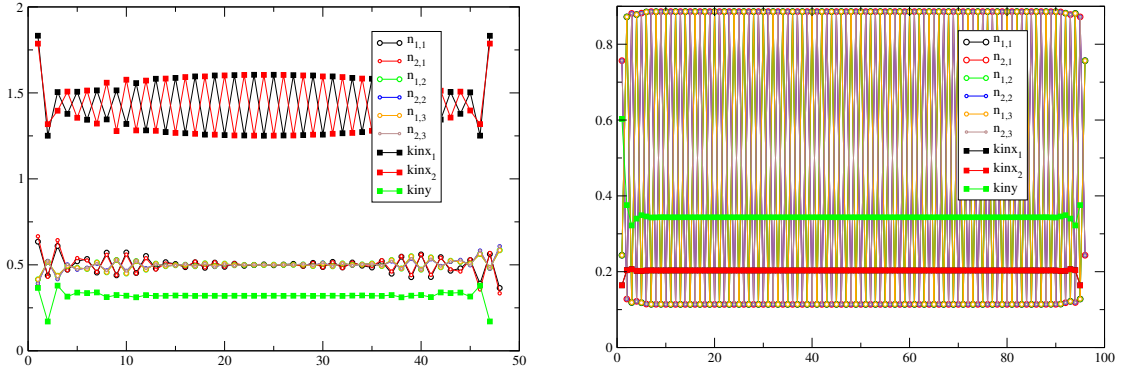 2
1.5
1
0.5
0
0 10 20 30 40 50
n1,1
n2,1
n1,2
n2,2
n1,3
n2,3
kinx1
kinx2
kiny
0.8
0.6
0.4
0.2
0
0 20 40 60 80 100
n1,1
n2,1
n1,2
n2,2
n1,3
n2,3
kinx1
kinx2
kiny